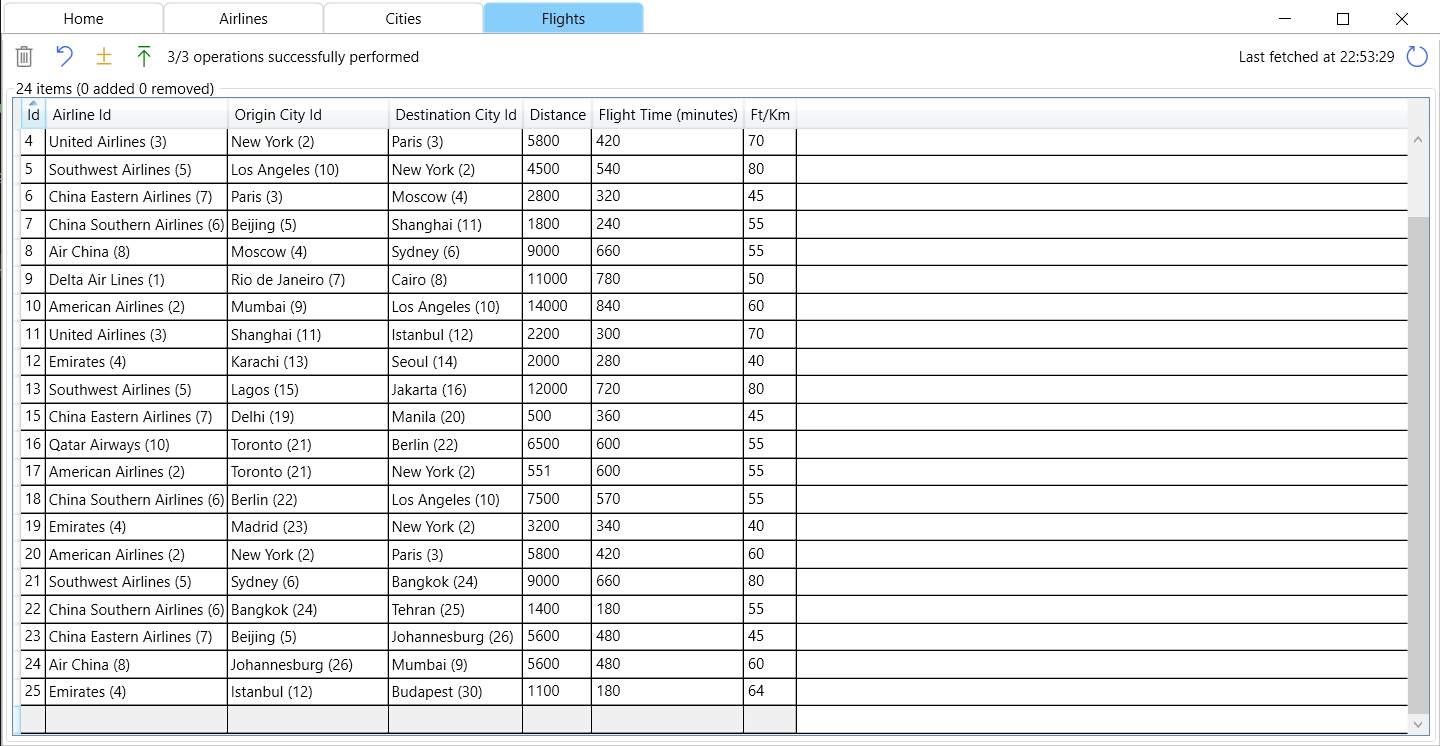 Home Airlines Cities Flights
3/3 operations successfully performed Last fetched at 22:53:29
24 items (0 added 0 removed)
Id Airline Id Origin City Id Destination City Id Distance Flight Time (minutes) Ft/Km
4 United Airlines (3) New York (2) Paris (3) 5800 420 70
5 Southwest Airlines (5) Los Angeles (10) New York (2) 4500 540 80
6 China Eastern Airlines (7) Paris (3) Moscow (4) 2800 320 45
7 China Southern Airlines (6) Beijing (5) Shanghai (11) 1800 240 55
8 Air China (8) Moscow (4) Sydney (6) 9000 660 55
9 Delta Air Lines (1) Rio de Janeiro (7) Cairo (8) 11000 780 50
10 American Airlines (2) Mumbai (9) Los Angeles (10) 14000 840 60
11 United Airlines (3) Shanghai (11) Istanbul (12) 2200 300 70
12 Emirates (4) Karachi (13) Seoul (14) 2000 280 40
13 Southwest Airlines (5) Lagos (15) Jakarta (16) 12000 720 80
15 China Eastern Airlines (7) Delhi (19) Manila (20) 500 360 45
16 Qatar Airways (10) Toronto (21) Berlin (22) 6500 600 55
17 American Airlines (2) Toronto (21) New York (2) 551 600 55
18 China Southern Airlines (6) Berlin (22) Los Angeles (10) 7500 570 55
19 Emirates (4) Madrid (23) New York (2) 3200 340 40
20 American Airlines (2) New York (2) Paris (3) 5800 420 60
21 Southwest Airlines (5) Sydney (6) Bangkok (24) 9000 660 80
22 China Southern Airlines (6) Bangkok (24) Tehran (25) 1400 180 55
23 China Eastern Airlines (7) Beijing (5) Johannesburg (26) 5600 480 45
24 Air China (8) Johannesburg (26) Mumbai (9) 5600 480 60
25 Emirates (4) Istanbul (12) Budapest (30) 1100 180 64